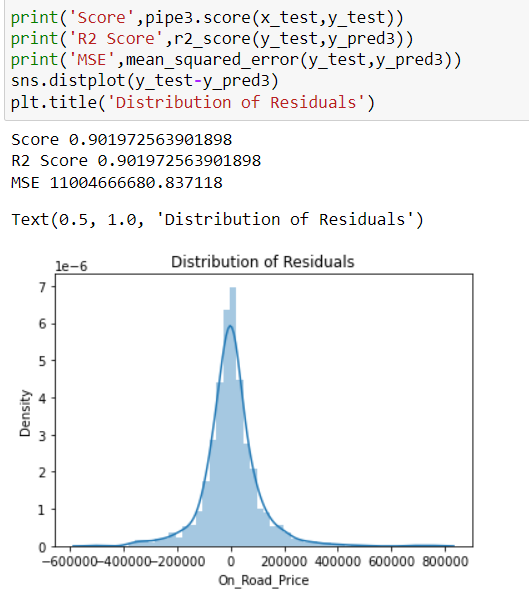 print('Score',pipe3.score(x_test,y_test))
print('R2 Score',r2_score(y_test,y_pred3))
print('MSE',mean_squared_error(y_test,y_pred3))
sns.distplot(y_test-y_pred3)
plt.title('Distribution of Residuals')
Score 0.901972563901898
R2 Score 0.901972563901898
MSE 11004666680.837118
Text(0.5, 1.0, 'Distribution of Residuals')
Distribution of Residuals
1e−6
7
6
5
4
3
2
1
0
Density
−600000−400000−200000 0 200000 400000 600000 800000
On_Road_Price